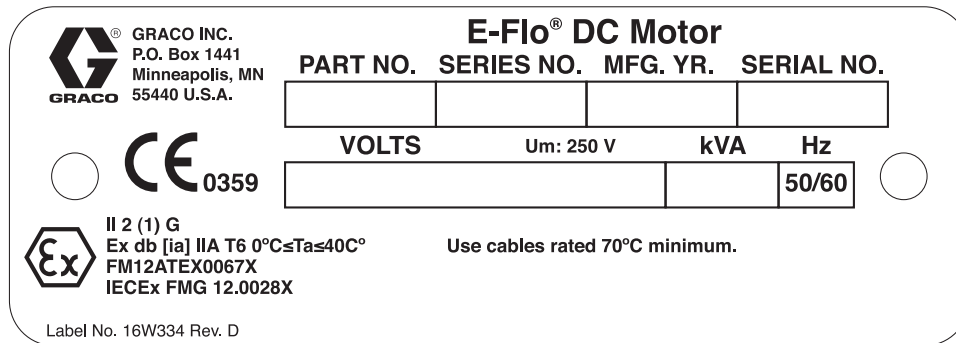 GRACO
®
GRACO INC.
P.O. Box 1441
Minneapolis, MN
55440 U.S.A.
E-Flo® DC Motor
PART NO. SERIES NO. MFG. YR. SERIAL NO.
VOLTS Um: 250 V kVA Hz
50/60
CE 0359
Ex
II 2 (1) G
Ex db [ia] IIA T6 0°C≤Ta≤40C°
FM12ATEX0067X
IECEx FMG 12.0028X
Use cables rated 70°C minimum.
Label No. 16W334 Rev. D